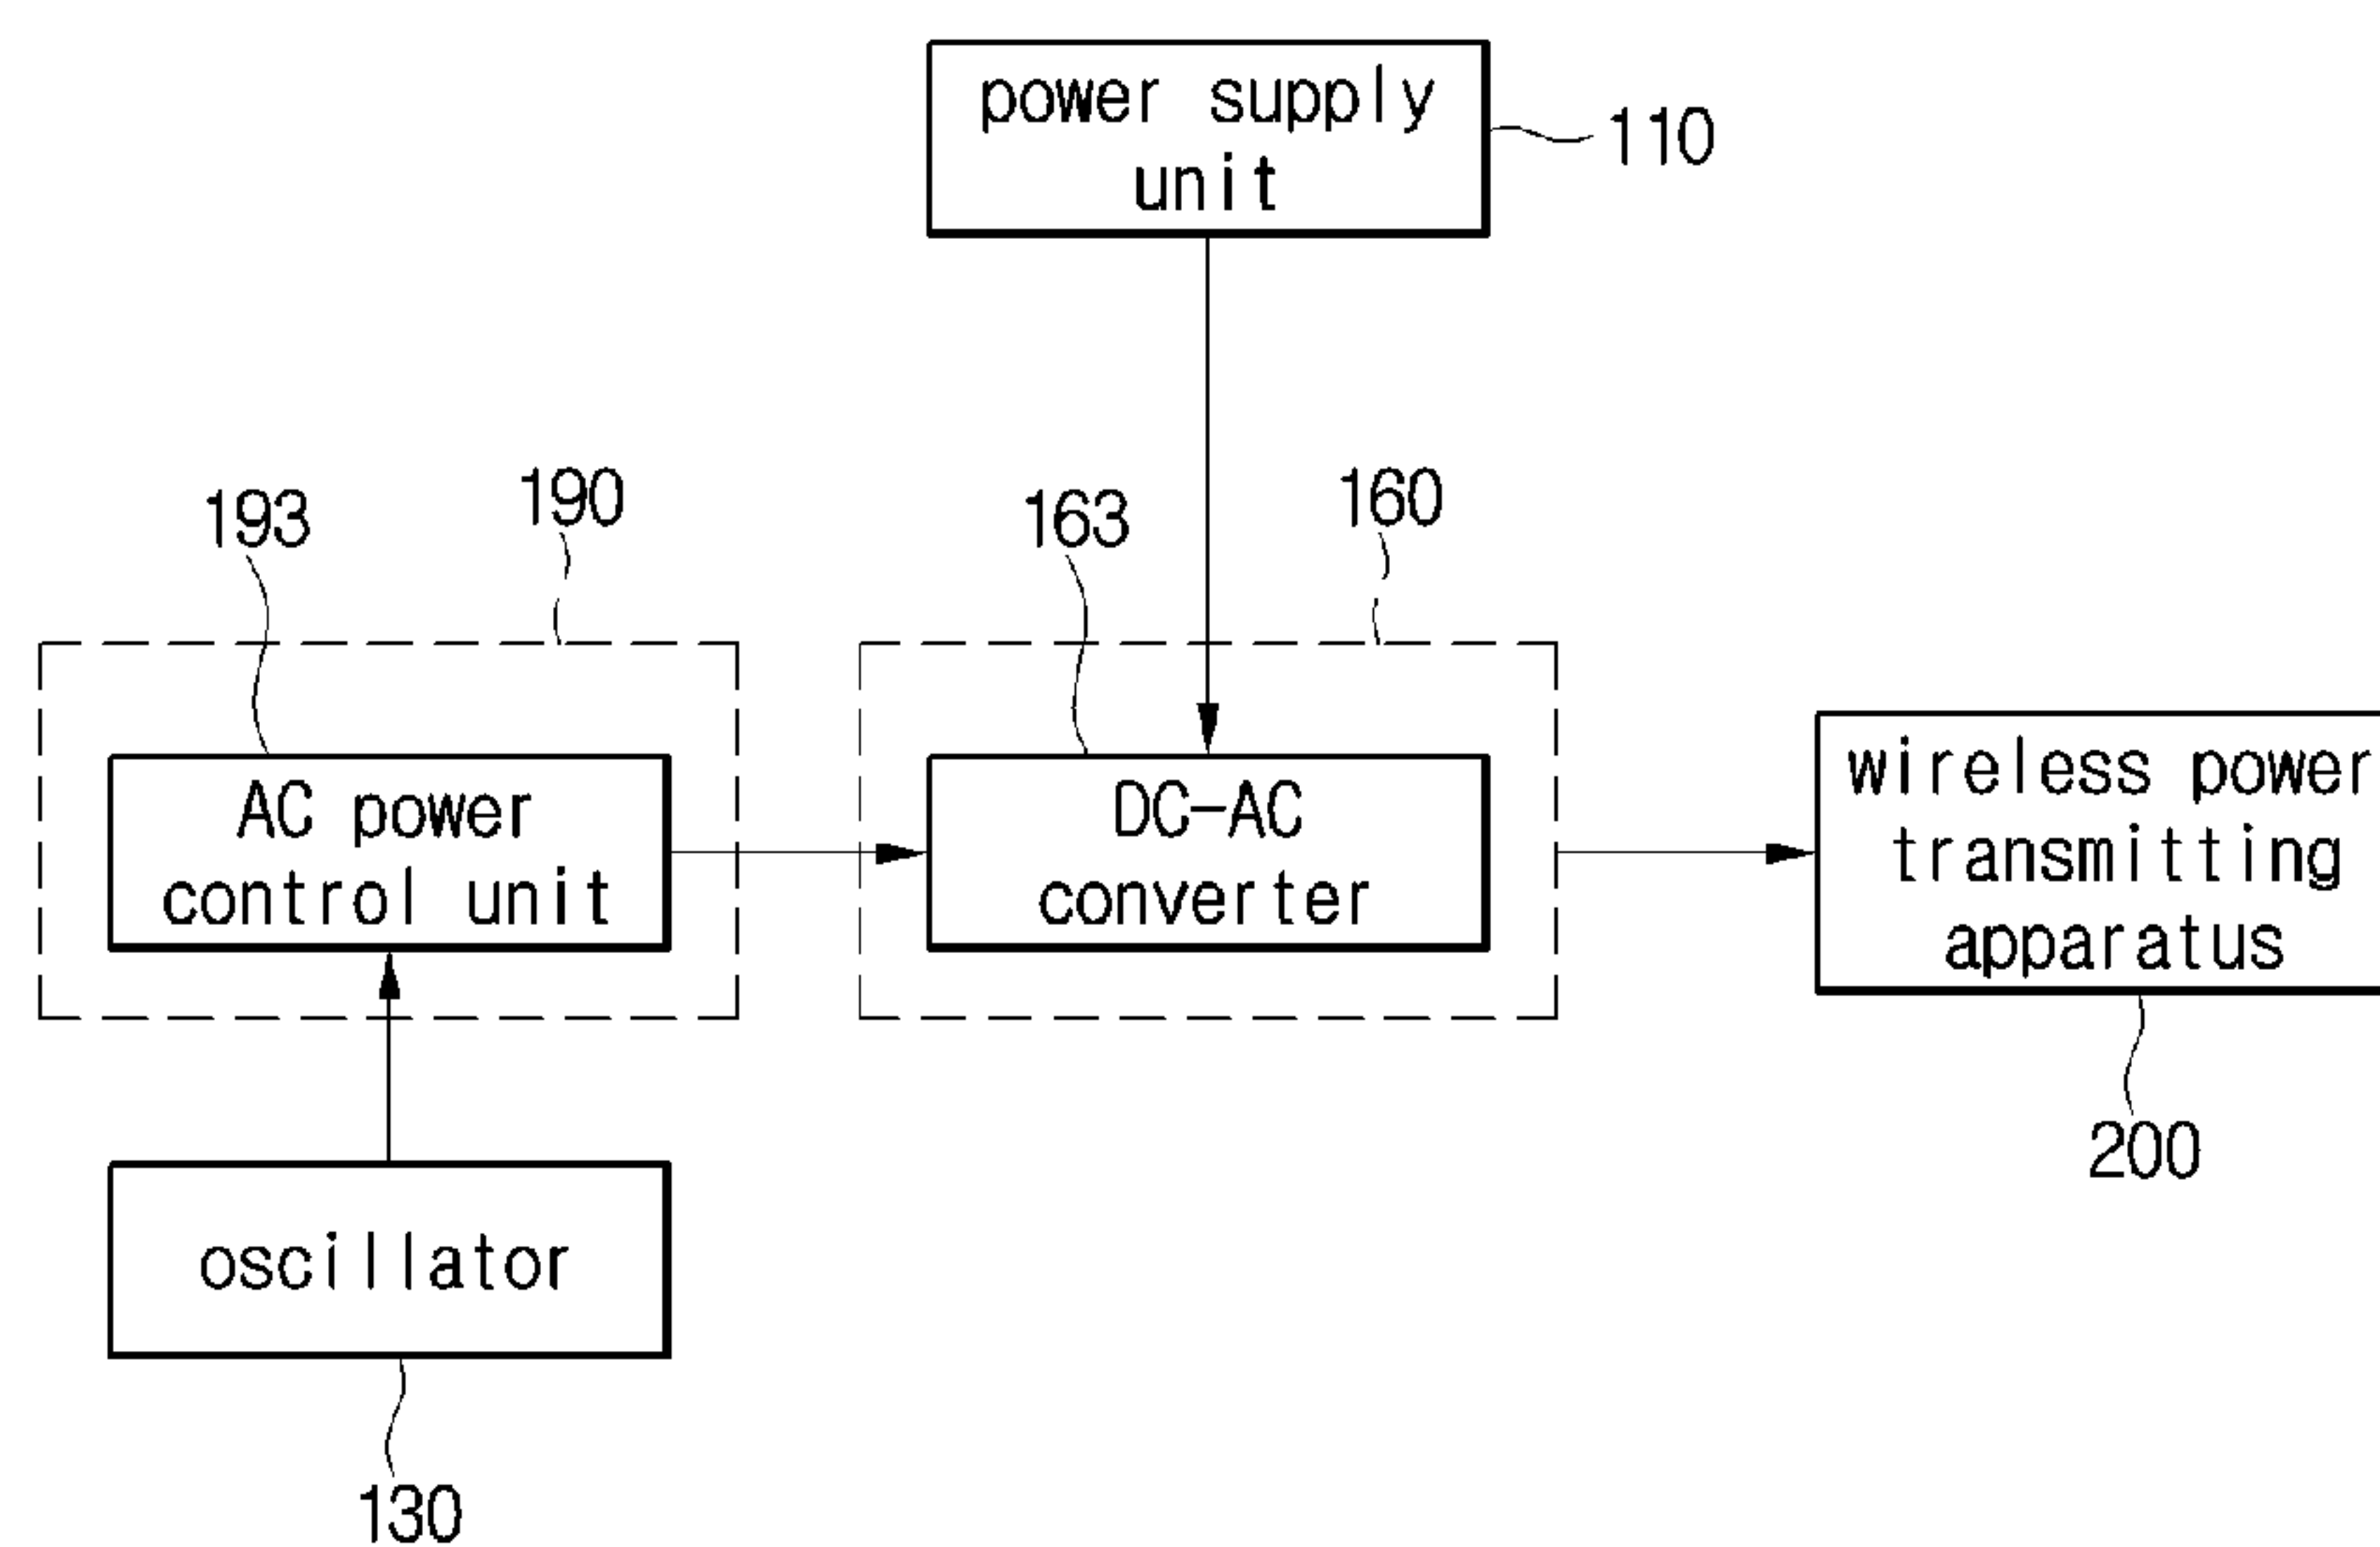 power supply
unit
110
193
190
163
160
AC power
control unit
DC-AC
converter
wireless power
transmitting
apparatus
200
oscillator
130